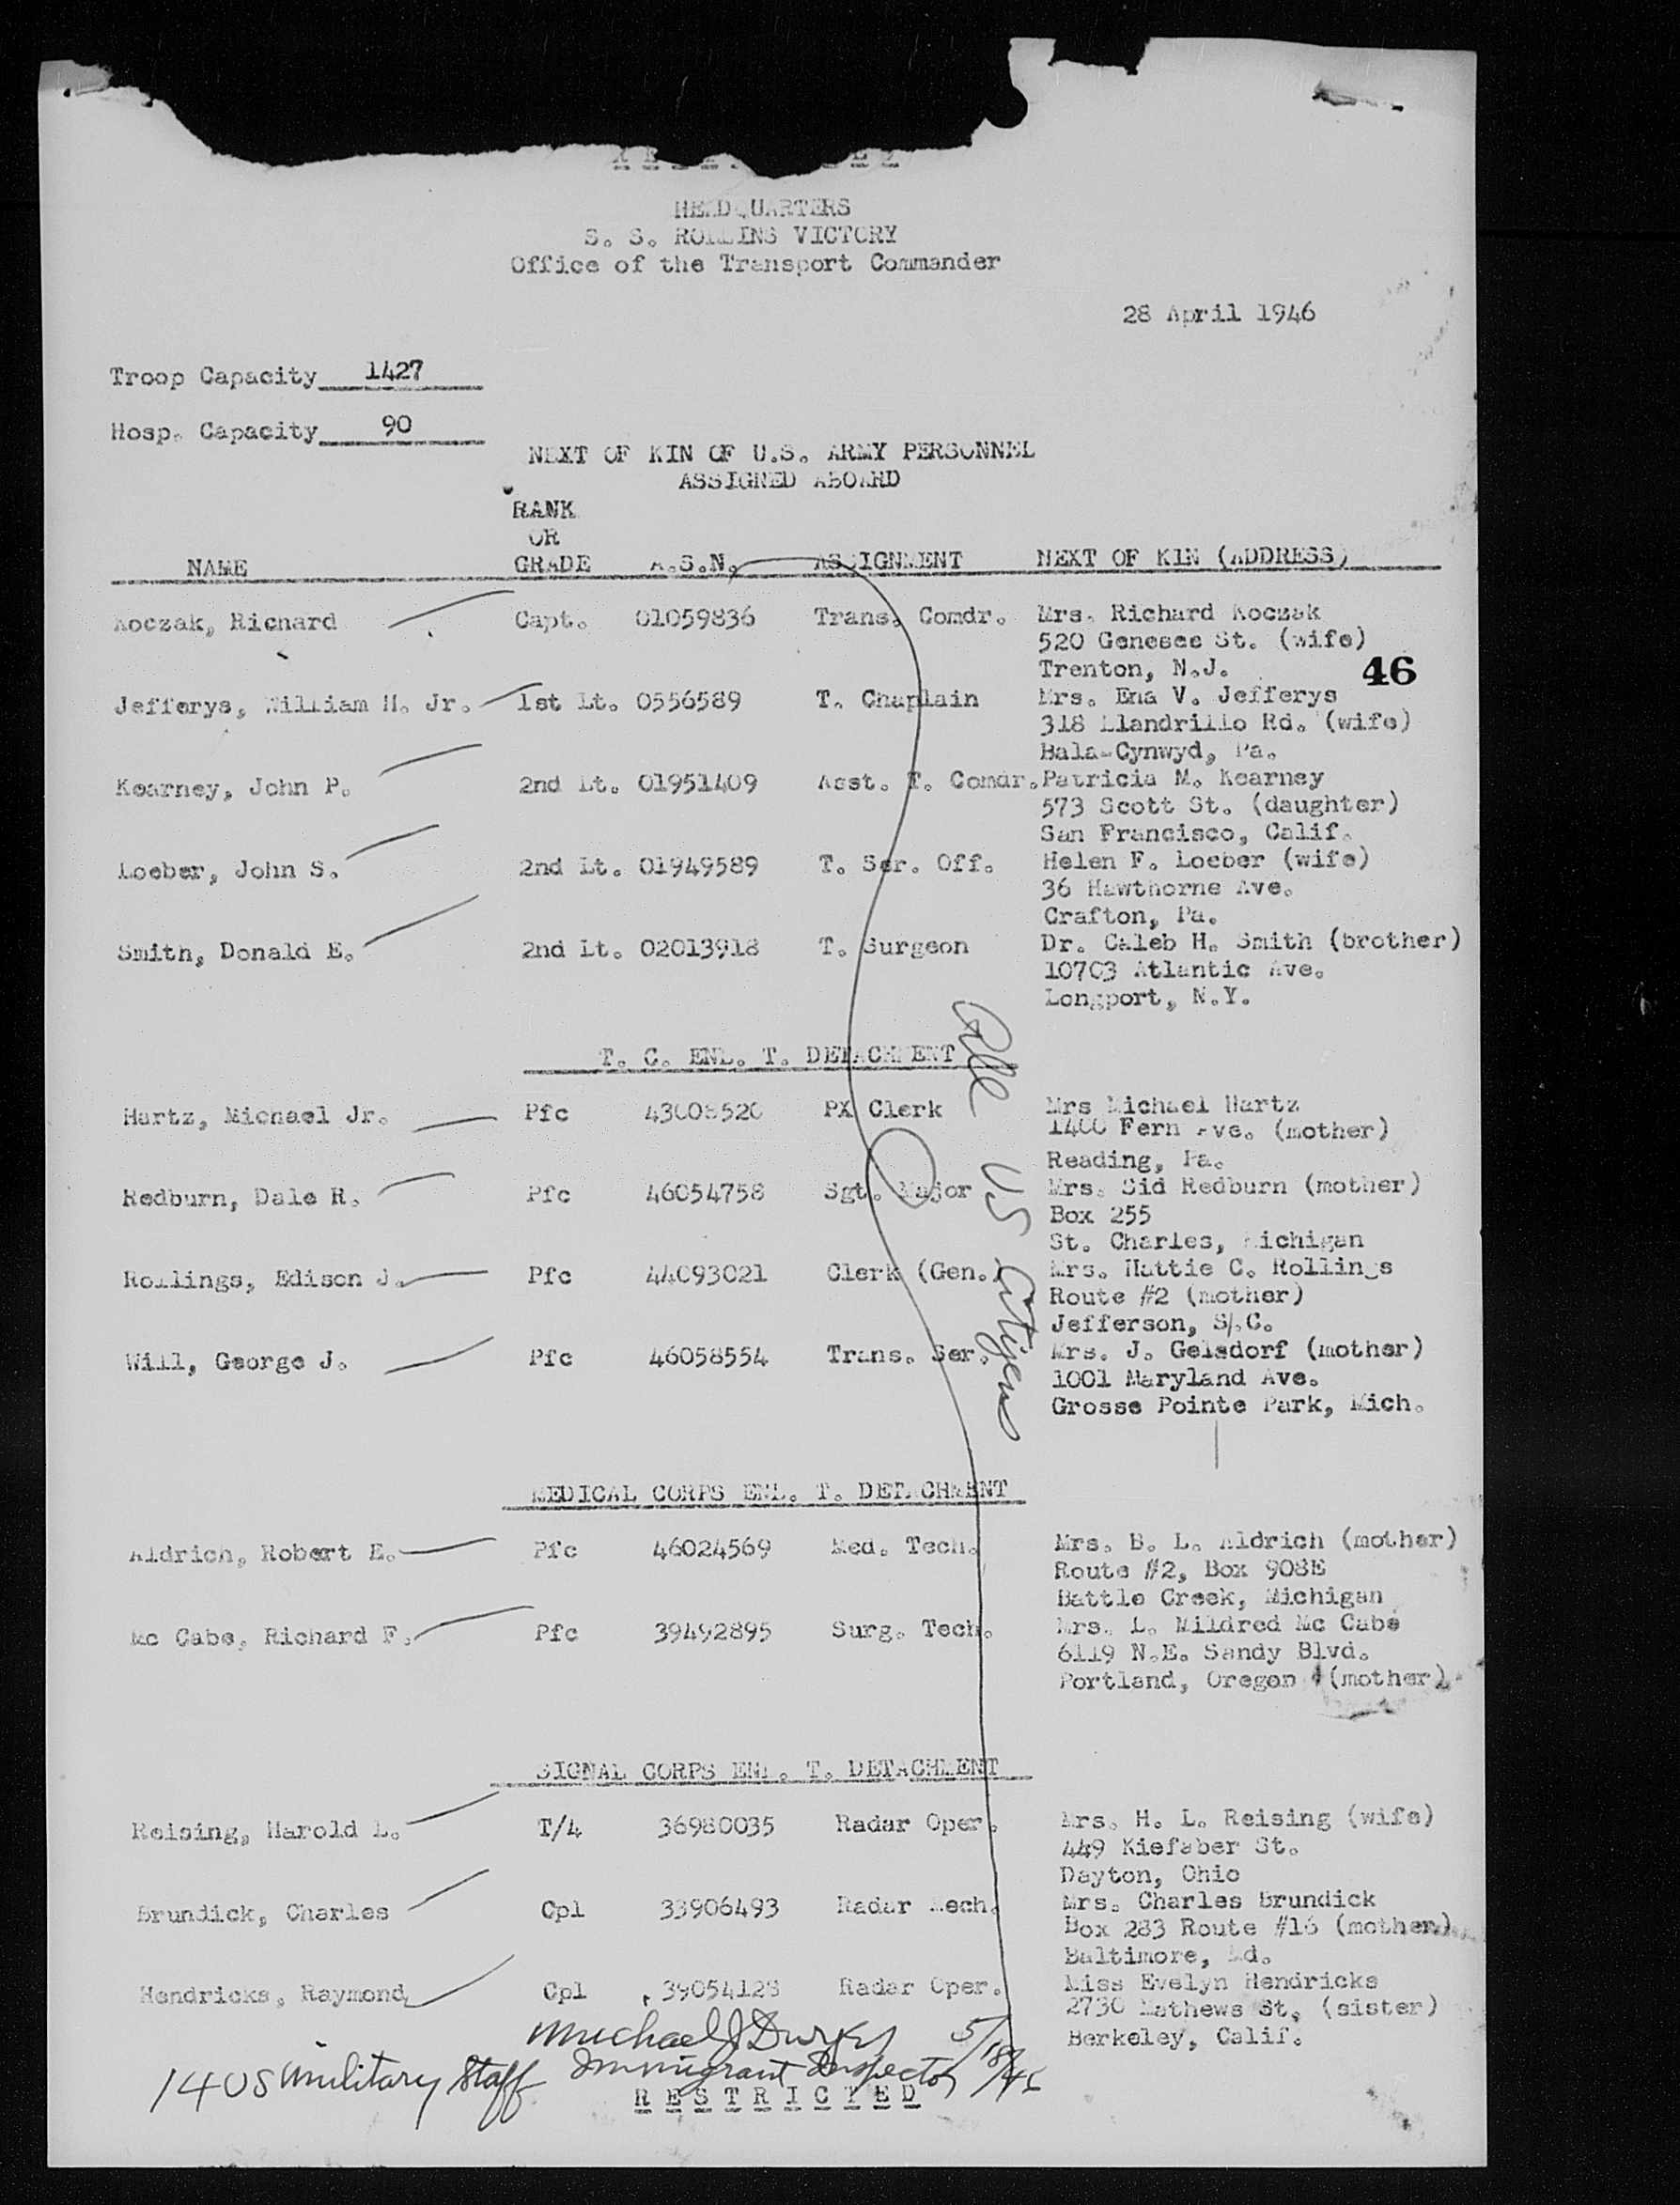 HEADQUARTERS
S. S. ROLLINS VICTORY
Office of the Transport Commander
28 April 1946
Troop Capacity 1427
Hosp. Capacity 90
NEXT OF KIN OF U.S. ARMY PERSONNEL
ASSIGNED ABOARD
RANK
OR
NAME GRADE A.S.N. ASSIGNMENT NEXT OF KIN (ADDRESS)
Koczak, Richard Capt. 01059836 Trans. Comdr. Mrs. Richard Koczak
520 Genesee St. (wife)
Trenton, N.J.
46
Jefferys, William H. Jr. 1st Lt. 0556589 T. Chaplain Mrs. Ena V. Jefferys
318 Llandrillo Rd. (wife)
Bala-Cynwyd, Pa.
Kearney, John P. 2nd Lt. 01951409 Asst. T. Comdr. Patricia M. Kearney
573 Scott St. (daughter)
San Francisco, Calif.
Loeber, John S. 2nd Lt. 01949589 T. Ser. Off. Helen F. Loeber (wife)
36 Hawthorne Ave.
Crafton, Pa.
Smith, Donald E. 2nd Lt. 02013918 T. Surgeon Dr. Caleb H. Smith (brother)
10703 Atlantic Ave.
Longport, N.Y.
T. C. ENL. T. DETACHMENT
Hartz, Michael Jr. Pfc 43008520 PX Clerk Mrs Michael Hartz
1400 Fern Ave. (mother)
Reading, Pa.
Redburn, Dale R. Pfc 46054758 Sgt. Major Mrs. Sid Redburn (mother)
Box 255
St. Charles, Michigan
Rollings, Edison J. Pfc 44093021 Clerk (Gen.) Mrs. Hattie C. Rollings
Route #2 (mother)
Jefferson, S.C.
Will, George J. Pfc 46058554 Trans. Ser. Mrs. J. Gelsdorf (mother)
1001 Maryland Ave.
Grosse Pointe Park, Mich.
All US Citizens
MEDICAL CORPS ENL. T. DETACHMENT
Aldrich, Robert E. Pfc 46024569 Med. Tech. Mrs. B. L. Aldrich (mother)
Route #2, Box 908E
Battle Creek, Michigan
Mc Cabe, Richard F. Pfc 39492895 Surg. Tech. Mrs. L. Mildred Mc Cabe
6119 N.E. Sandy Blvd.
Portland, Oregon (mother)
SIGNAL CORPS ENL. T. DETACHMENT
Reising, Harold L. T/4 36980035 Radar Oper. Mrs. H. L. Reising (wife)
449 Kiefaber St.
Dayton, Ohio
Brundick, Charles Cpl 33906493 Radar Mech. Mrs. Charles Brundick
Box 283 Route #16 (mother)
Baltimore, Md.
Hendricks, Raymond Cpl 39054128 Radar Oper. Miss Evelyn Hendricks
2730 Mathews St. (sister)
Berkeley, Calif.
Michael J 5/18/46
14 US Military Staff Immigrant Inspector
RESTRICTED